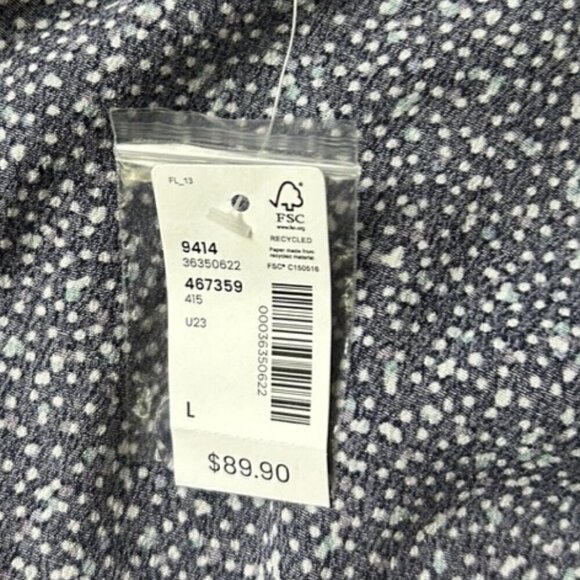 FL_13
FSC
www.fsc.org
RECYCLED
Paper made from
recycled material
FSC® C150516
9414
36350622
467359
415
U23
00036350622
L
$89.90